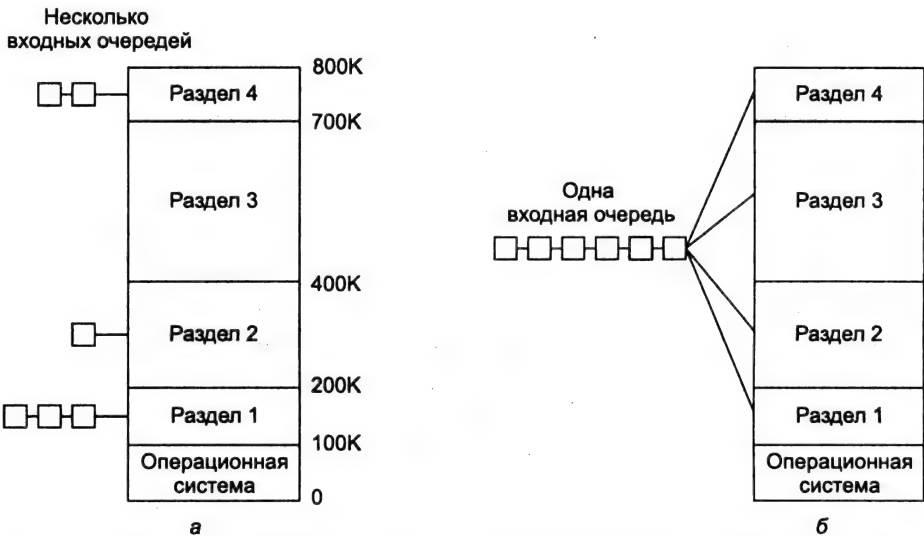 Несколько
входных очередей
800K
Раздел 4
700K
Раздел 3
400K
Раздел 2
200K
Раздел 1
100K
Операционная
система
0
а
Одна
входная очередь
Раздел 4
Раздел 3
Раздел 2
Раздел 1
Операционная
система
б